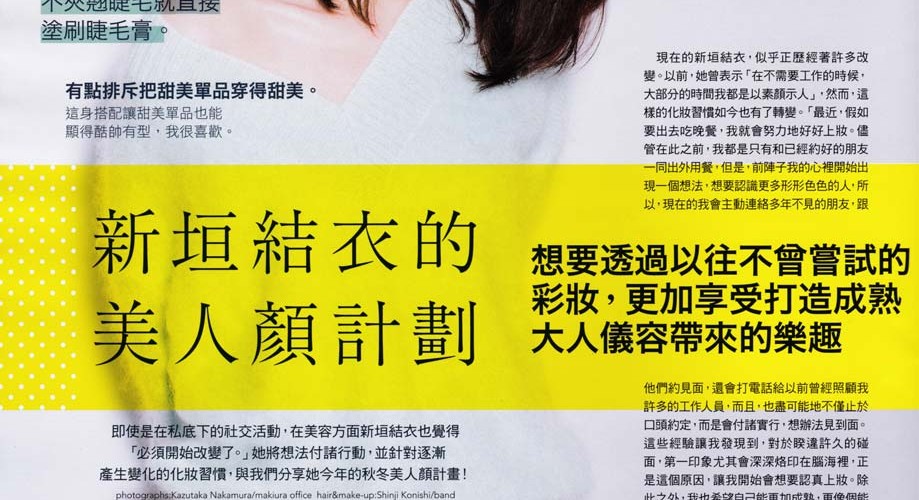 不夾翹睫毛就直接
塗刷睫毛膏。
有點排斥把甜美單品穿得甜美。
這身搭配讓甜美單品也能
顯得酷帥有型，我很喜歡。
新垣結衣的
美人顏計劃
即使是在私底下的社交活動，在美容方面新垣結衣也覺得
「必須開始改變了。」她將想法付諸行動，並針對逐漸
產生變化的化妝習慣，與我們分享她今年的秋冬美人顏計畫！
photographs:Kazutaka Nakamura/makiura office hair&make-up:Shinji Konishi/band
現在的新垣結衣，似乎正歷經著許多改
變。以前，她曾表示「在不需要工作的時候，
大部分的時間我都是以素顏示人」，然而，這
樣的化妝習慣如今也有了轉變。「最近，假如
要出去吃晚餐，我就會努力地好好上妝。儘
管在此之前，我都是只有和已經約好的朋友
一同出外用餐，但是，前陣子我的心裡開始出
現一個想法，想要認識更多形形色色的人，所
以，現在的我會主動連絡多年不見的朋友，跟
想要透過以往不曾嘗試的
彩妝，更加享受打造成熟
大人儀容帶來的樂趣
他們約見面，還會打電話給以前曾經照顧我
許多的工作人員，而且，也盡可能地不僅止於
口頭約定，而是會付諸實行，想辦法見到面。
這些經驗讓我發現到，對於睽違許久的碰
面，第一印象尤其會深深烙印在腦海裡，正
是這個原因，讓我開始會想要認真上妝。除
此之外，我也希望自己能更加成熟，更像個能